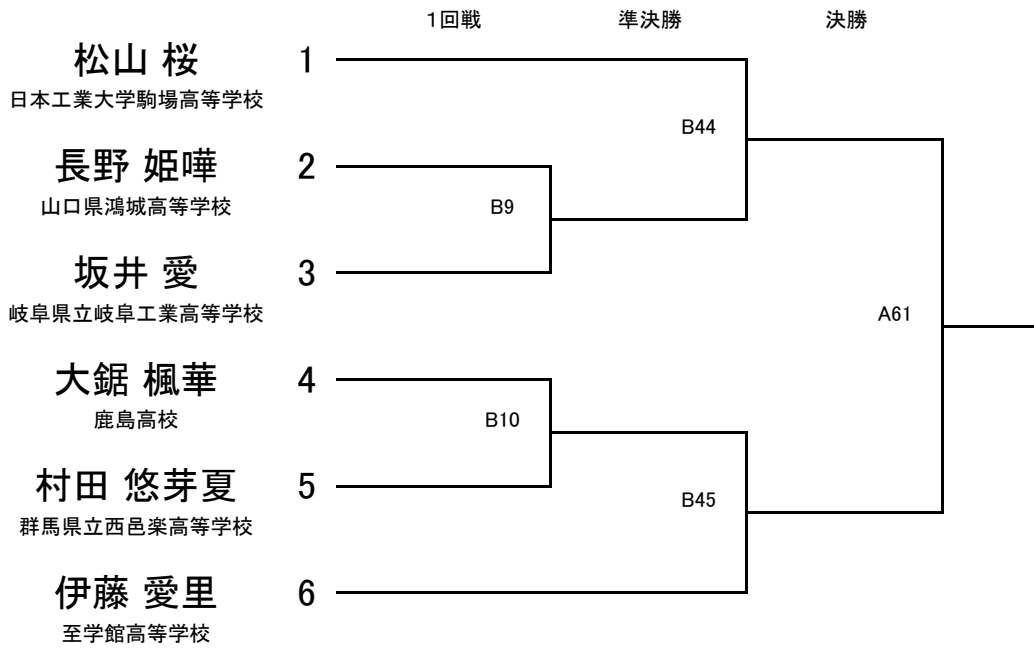 1回戦 準決勝 決勝
松山 桜 1
日本工業大学駒場高等学校
B44
長野 姫嘩 2
山口県鴻城高等学校
B9
坂井 愛 3
岐阜県立岐阜工業高等学校
A61
大鋸 楓華 4
鹿島高校
B10
村田 悠芽夏 5
群馬県立西邑楽高等学校
B45
伊藤 愛里 6
至学館高等学校